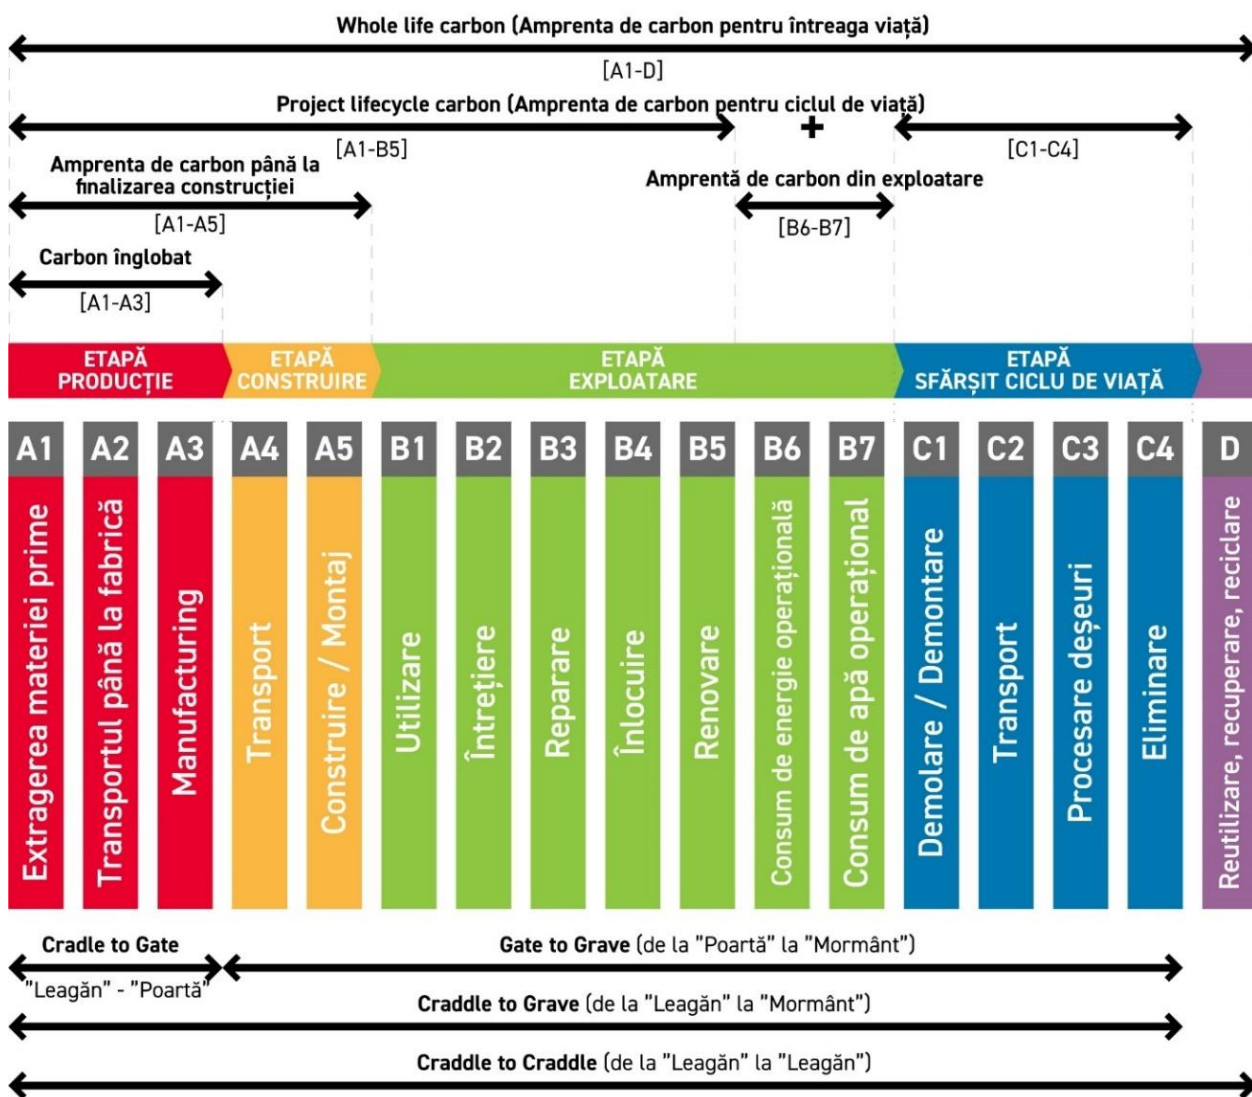 Whole life carbon (Amprenta de carbon pentru întreaga viață)
[A1-D]
Project lifecycle carbon (Amprenta de carbon pentru ciclul de viață)
+
[A1-B5]
[C1-C4]
Amprenta de carbon până la
finalizarea construcției
[A1-A5]
Amprentă de carbon din exploatare
[B6-B7]
Carbon înglobat
[A1-A3]
ETAPĂ
PRODUCȚIE
ETAPĂ
CONSTRUIRE
ETAPĂ
EXPLOATARE
ETAPĂ
SFÂRȘIT CICLU DE VIAȚĂ
A1
A2
A3
A4
A5
B1
B2
B3
B4
B5
B6
B7
C1
C2
C3
C4
D
Extragerea materiei prime
Transportul până la fabrică
Manufacturing
Transport
Construire / Montaj
Utilizare
Întreținere
Reparare
Înlocuire
Renovare
Consum de energie operațională
Consum de apă operațional
Demolare / Demontare
Transport
Procesare deșeuri
Eliminare
Reutilizare, recuperare, reciclare
Cradle to Gate
"Leagăn" - "Poartă"
Gate to Grave (de la "Poartă" la "Mormânt")
Craddle to Grave (de la "Leagăn" la "Mormânt")
Craddle to Craddle (de la "Leagăn" la "Leagăn")